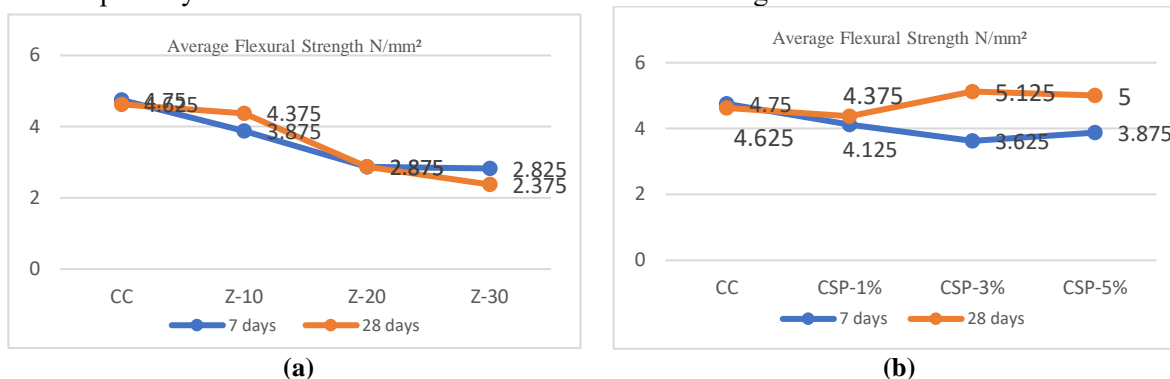 Average Flexural Strength N/mm²
6
4
2
0
4.75
4.625
4.375
3.875
2.875
2.825
2.375
CC Z-10 Z-20 Z-30
7 days 28 days
(a)
Average Flexural Strength N/mm²
6
4
2
0
4.75
4.625
4.375
4.125
5.125
3.625
5
3.875
CC CSP-1% CSP-3% CSP-5%
7 days 28 days
(b)